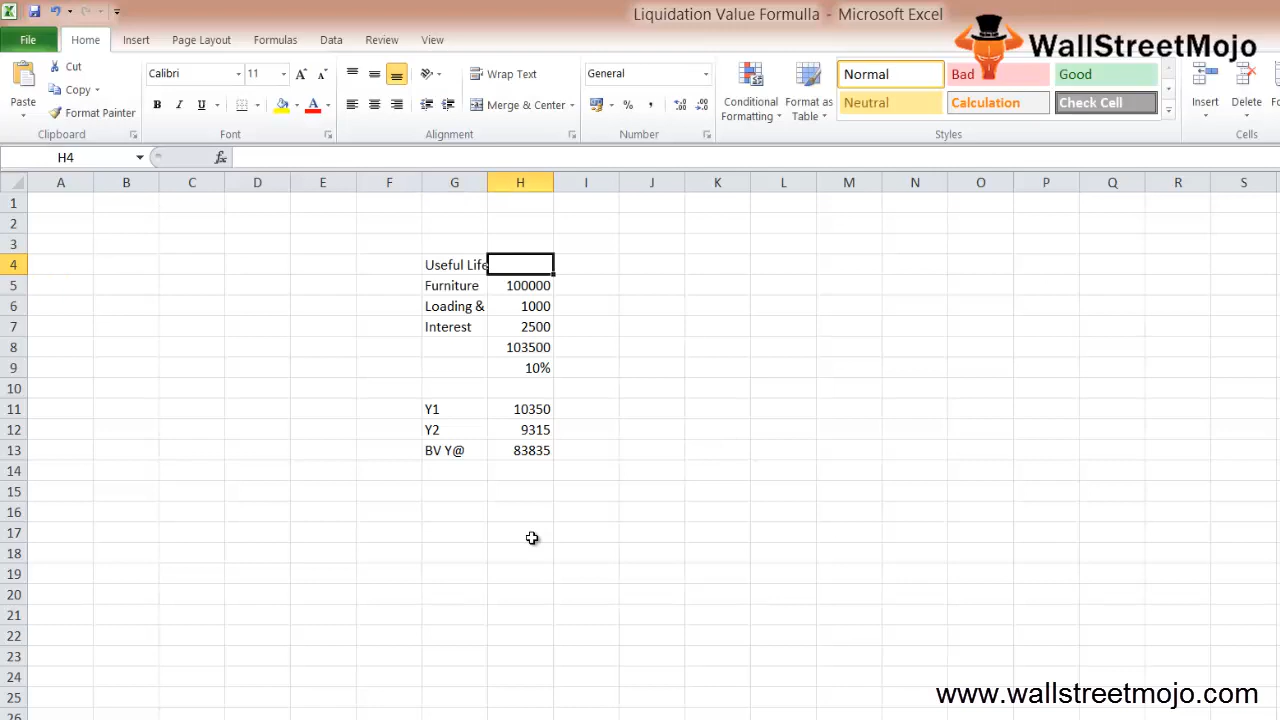 Liquidation Value Formulla - Microsoft Excel
WallStreetMojo
File Home Insert Page Layout Formulas Data Review View
Paste Cut Copy Format Painter
Calibri 11 A A
B I U A
Wrap Text
Merge & Center
General
% ,
Conditional Formatting
Format as Table
Normal Bad Good
Neutral Calculation Check Cell
Insert Delete
Clipboard Font Alignment Number Styles Cells
H4 fx
A B C D E F G H I J K L M N O P Q R S
1
2
3
4 Useful Life
5 Furniture 100000
6 Loading & 1000
7 Interest 2500
8 103500
9 10%
10
11 Y1 10350
12 Y2 9315
13 BV Y@ 83835
14
15
16
17
18
19
20
21
22
23
24
25
26
www.wallstreetmojo.com